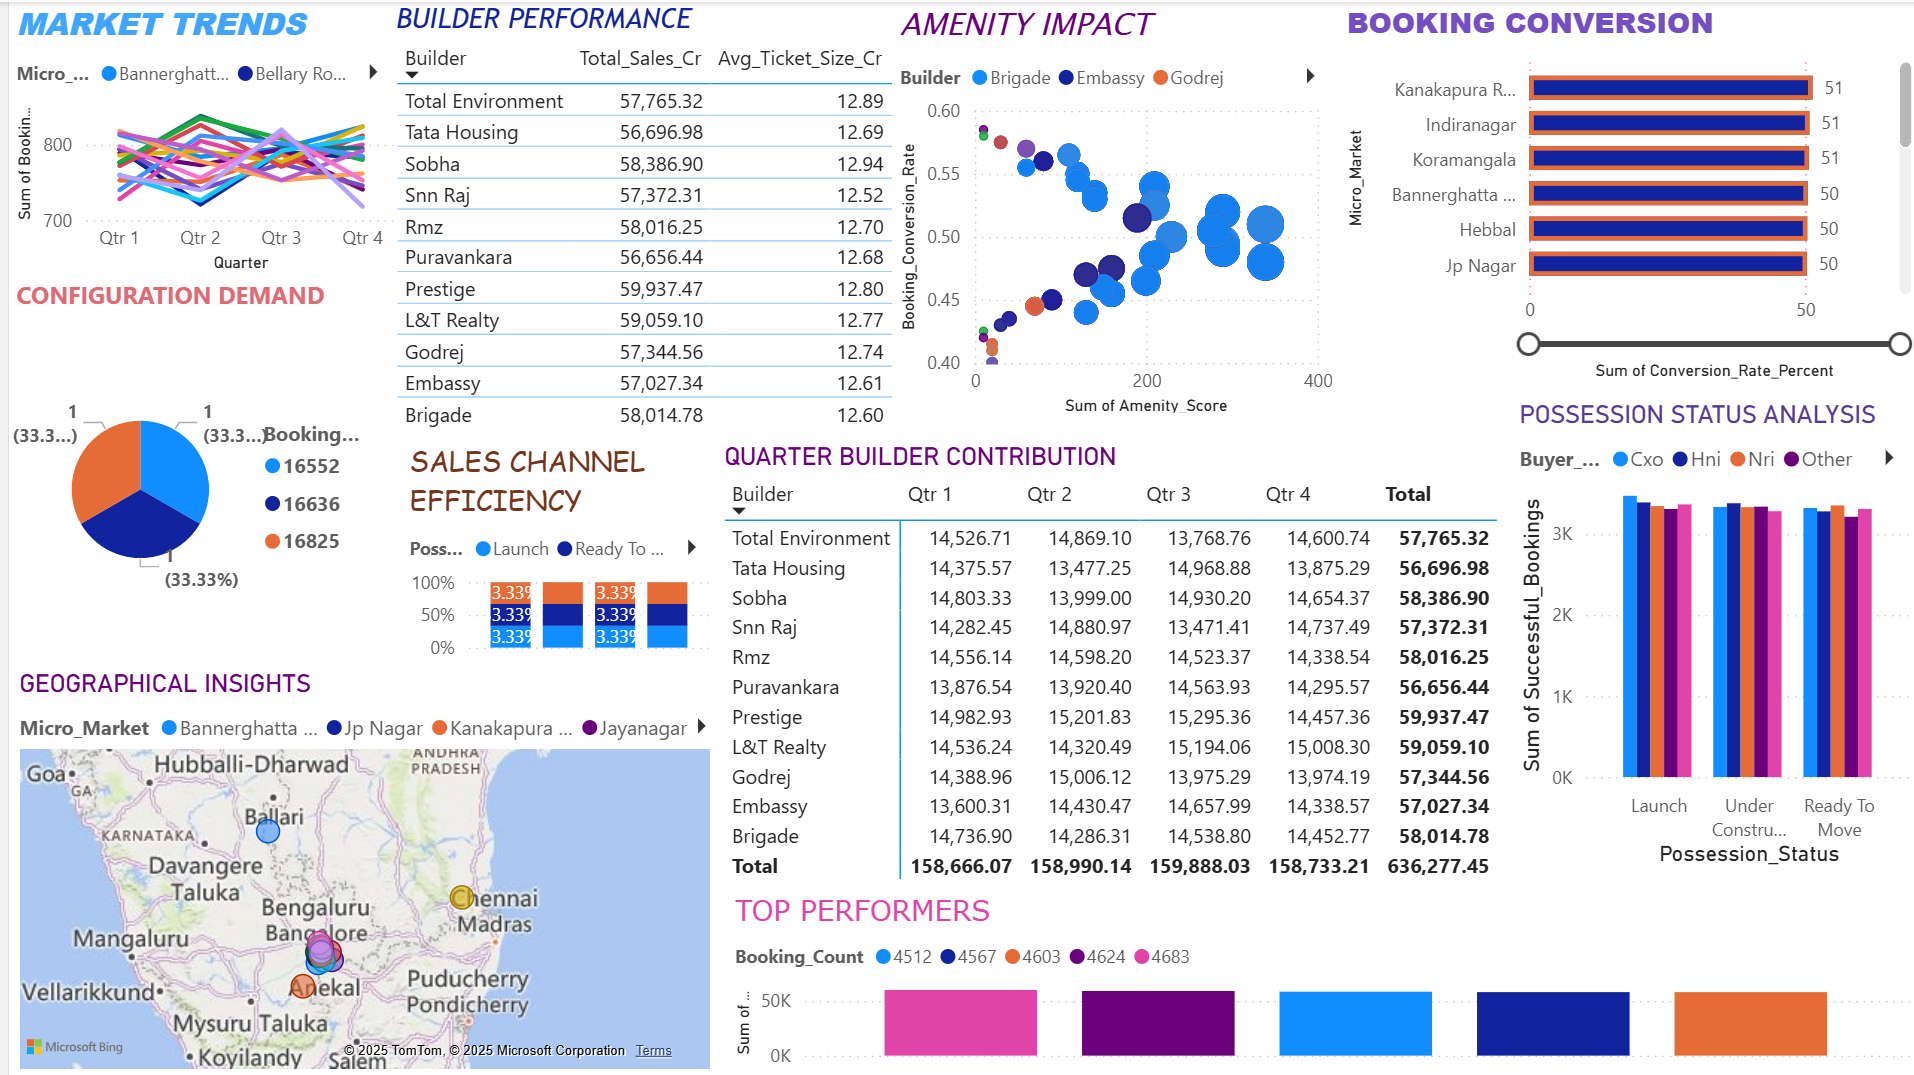 MARKET TRENDS
Micro_... Bannerghatt... Bellary Ro...
Sum of Bookin...
800
700
Qtr 1 Qtr 2 Qtr 3 Qtr 4
Quarter
BUILDER PERFORMANCE
Builder Total_Sales_Cr Avg_Ticket_Size_Cr
Total Environment 57,765.32 12.89
Tata Housing 56,696.98 12.69
Sobha 58,386.90 12.94
Snn Raj 57,372.31 12.52
Rmz 58,016.25 12.70
Puravankara 56,656.44 12.68
Prestige 59,937.47 12.80
L&T Realty 59,059.10 12.77
Godrej 57,344.56 12.74
Embassy 57,027.34 12.61
Brigade 58,014.78 12.60
AMENITY IMPACT
Builder Brigade Embassy Godrej
Booking_Conversion_Rate
0.60
0.55
0.50
0.45
0.40
0 200 400
Sum of Amenity_Score
BOOKING CONVERSION
Micro_Market
Kanakapura R... 51
Indiranagar 51
Koramangala 51
Bannerghatta ... 50
Hebbal 50
Jp Nagar 50
0 50
Sum of Conversion_Rate_Percent
CONFIGURATION DEMAND
1
(33.3...)
1
(33.3...)
1
(33.33%)
Booking...
16552
16636
16825
SALES CHANNEL
EFFICIENCY
Poss... Launch Ready To ...
100%
50%
0%
3.33% 3.33%
3.33% 3.33%
3.33% 3.33%
QUARTER BUILDER CONTRIBUTION
Builder Qtr 1 Qtr 2 Qtr 3 Qtr 4 Total
Total Environment 14,526.71 14,869.10 13,768.76 14,600.74 57,765.32
Tata Housing 14,375.57 13,477.25 14,968.88 13,875.29 56,696.98
Sobha 14,803.33 13,999.00 14,930.20 14,654.37 58,386.90
Snn Raj 14,282.45 14,880.97 13,471.41 14,737.49 57,372.31
Rmz 14,556.14 14,598.20 14,523.37 14,338.54 58,016.25
Puravankara 13,876.54 13,920.40 14,563.93 14,295.57 56,656.44
Prestige 14,982.93 15,201.83 15,295.36 14,457.36 59,937.47
L&T Realty 14,536.24 14,320.49 15,194.06 15,008.30 59,059.10
Godrej 14,388.96 15,006.12 13,975.29 13,974.19 57,344.56
Embassy 13,600.31 14,430.47 14,657.99 14,338.57 57,027.34
Brigade 14,736.90 14,286.31 14,538.80 14,452.77 58,014.78
Total 158,666.07 158,990.14 159,888.03 158,733.21 636,277.45
POSSESSION STATUS ANALYSIS
Buyer_... Cxo Hni Nri Other
Sum of Successful_Bookings
3K
2K
1K
0K
Launch Under Constru... Ready To Move
Possession_Status
GEOGRAPHICAL INSIGHTS
Micro_Market Bannerghatta ... Jp Nagar Kanakapura ... Jayanagar
ANDHRA
PRADESH
Goa
GA
Hubballi-Dharwad
Ballari
KARNATAKA
Davangere
Taluka
Bengaluru
Bangalore
Chennai
Madras
Mangaluru
Anekal
Puducherry
Pondicherry
Vellarikkund
Mysuru Taluka
Koyilandy
Salem
Microsoft Bing
© 2025 TomTom, © 2025 Microsoft Corporation Terms
TOP PERFORMERS
Booking_Count 4512 4567 4603 4624 4683
Sum of ...
50K
0K